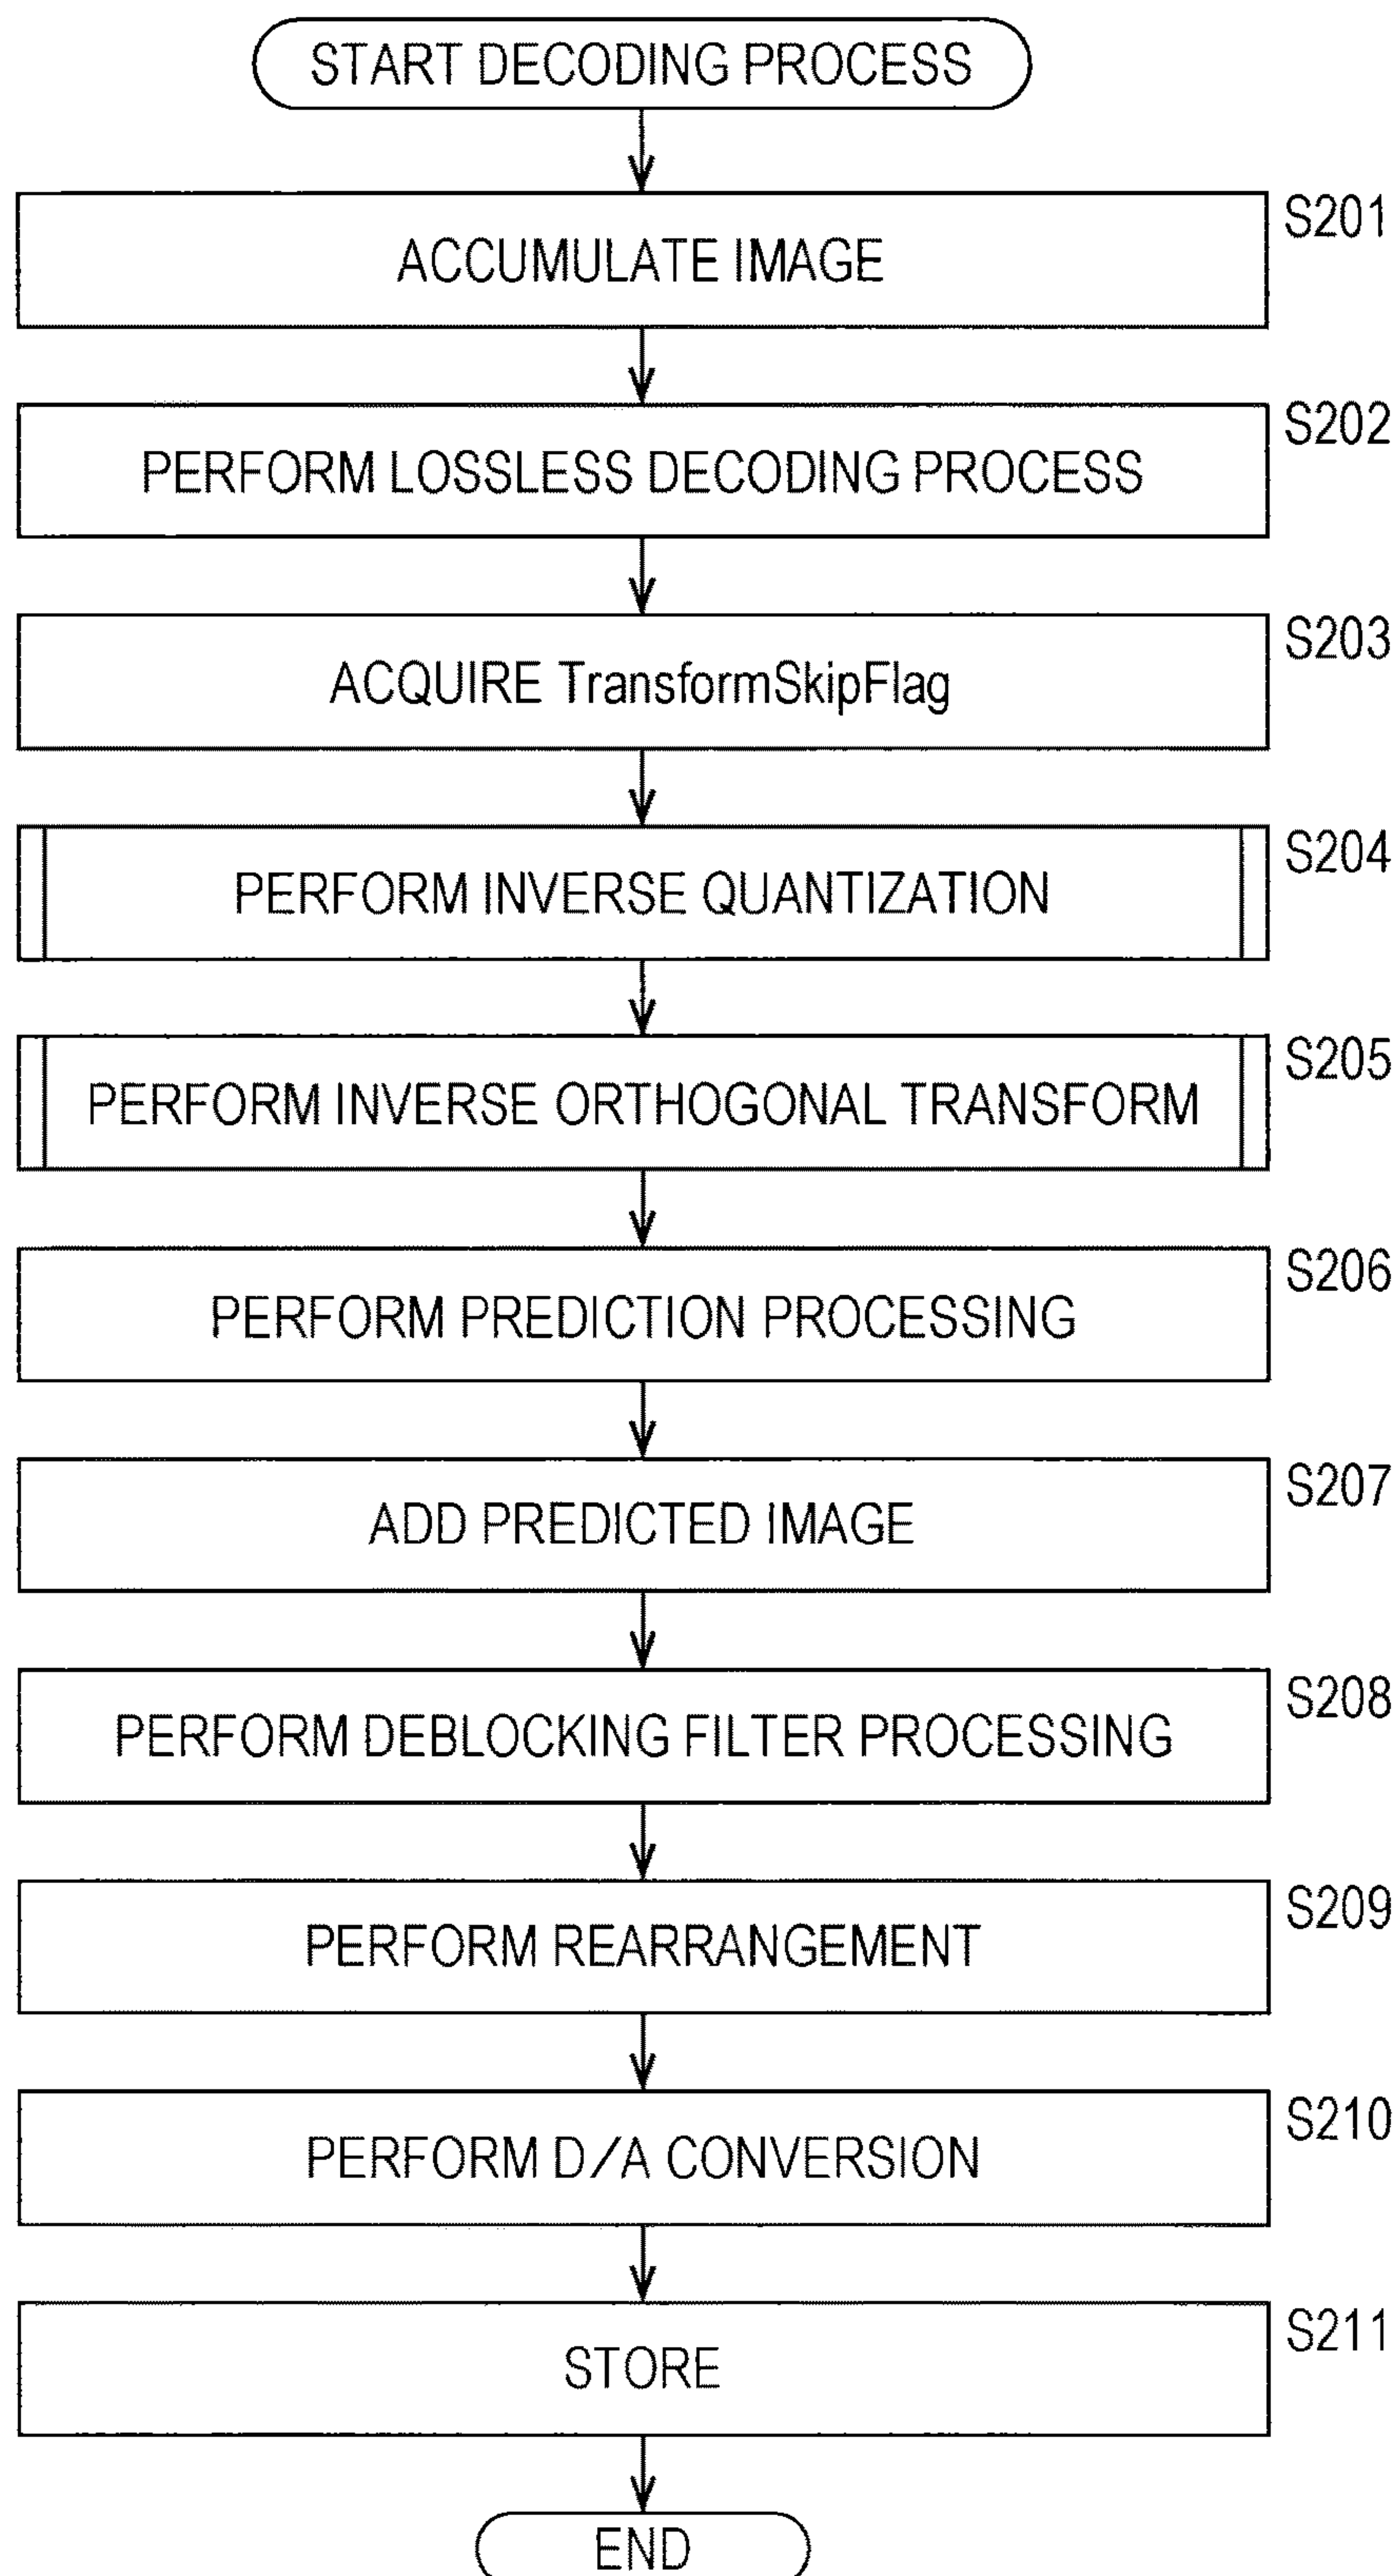 START DECODING PROCESS
S201
ACCUMULATE IMAGE
S202
PERFORM LOSSLESS DECODING PROCESS
S203
ACQUIRE TransformSkipFlag
S204
PERFORM INVERSE QUANTIZATION
S205
PERFORM INVERSE ORTHOGONAL TRANSFORM
S206
PERFORM PREDICTION PROCESSING
S207
ADD PREDICTED IMAGE
S208
PERFORM DEBLOCKING FILTER PROCESSING
S209
PERFORM REARRANGEMENT
S210
PERFORM D/A CONVERSION
S211
STORE
END